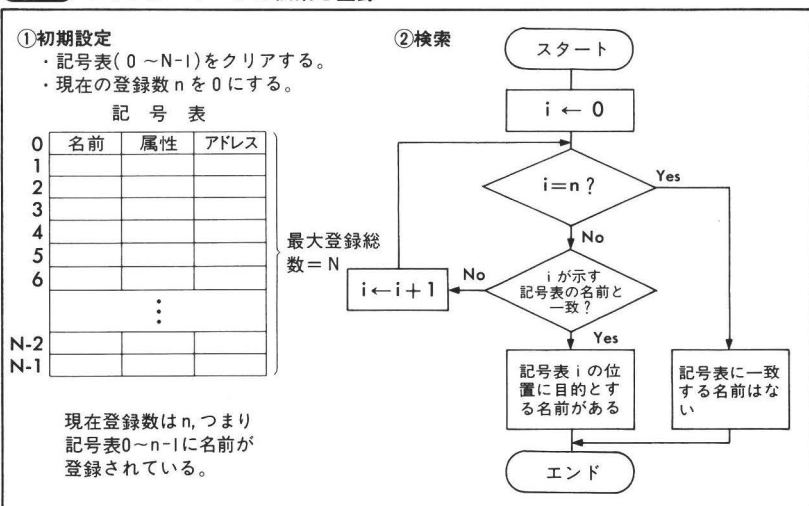 ①初期設定
・記号表(0～N-1)をクリアする。
・現在の登録数nを0にする。
記 号 表
名前 属性 アドレス
0
1
2
3
4
5
6
⋮
N-2
N-1
最大登録総
数=N
現在登録数はn,つまり
記号表0～n-1に名前が
登録されている。
②検索
スタート
i ← 0
i=n?
Yes
No
iが示す
記号表の名前と
一致?
No
i←i+1
Yes
記号表iの位
置に目的とす
る名前がある
記号表に一致
する名前はな
い
エンド